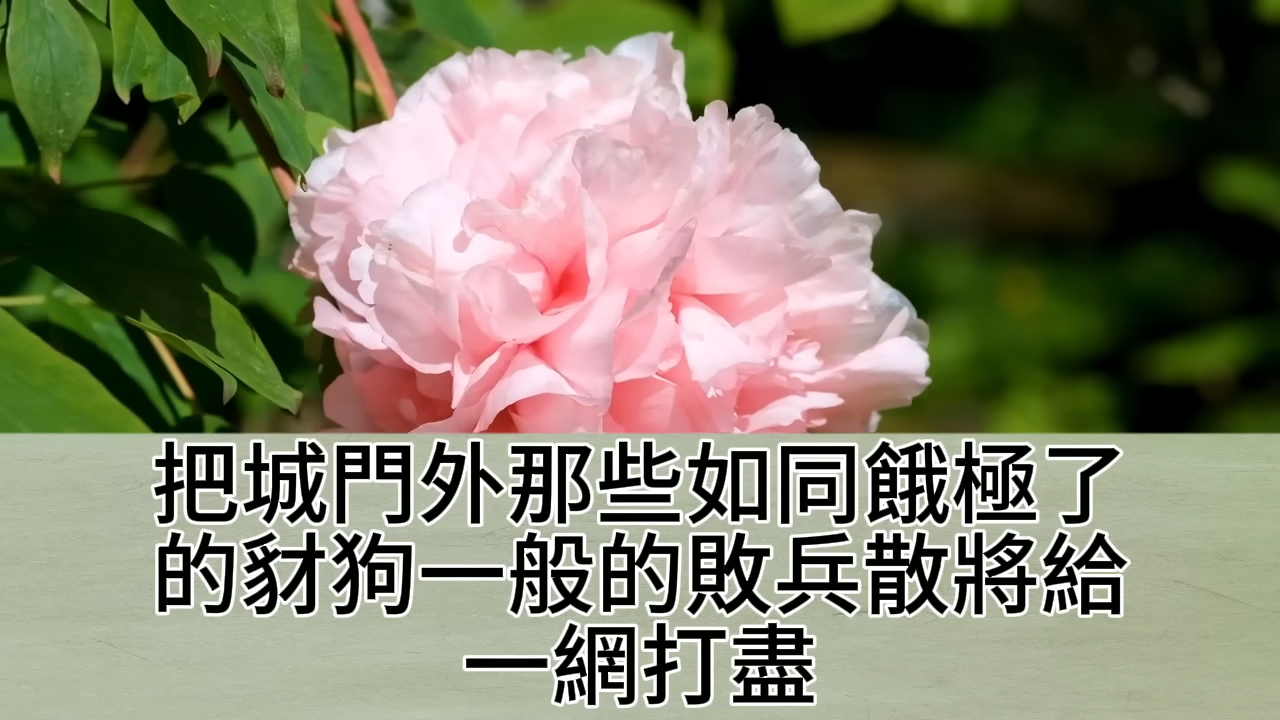 把城門外那些如同餓極了
的豺狗一般的敗兵散將給
一網打盡